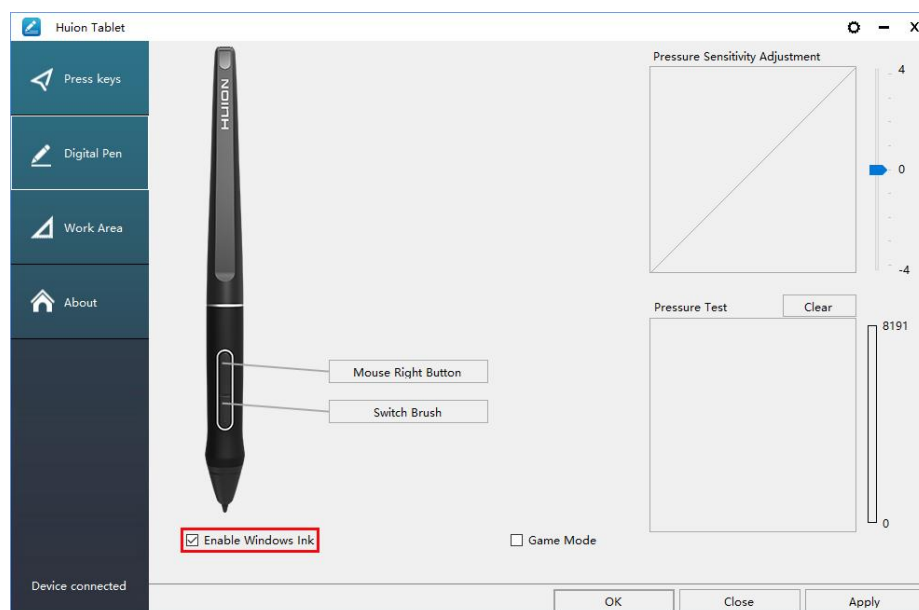 Huion Tablet
X
Press keys
Digital Pen
Work Area
About
Device connected
HUION
Mouse Right Button
Switch Brush
Enable Windows Ink
Game Mode
Pressure Sensitivity Adjustment
4
0
-4
Pressure Test
Clear
8191
0
OK
Close
Apply